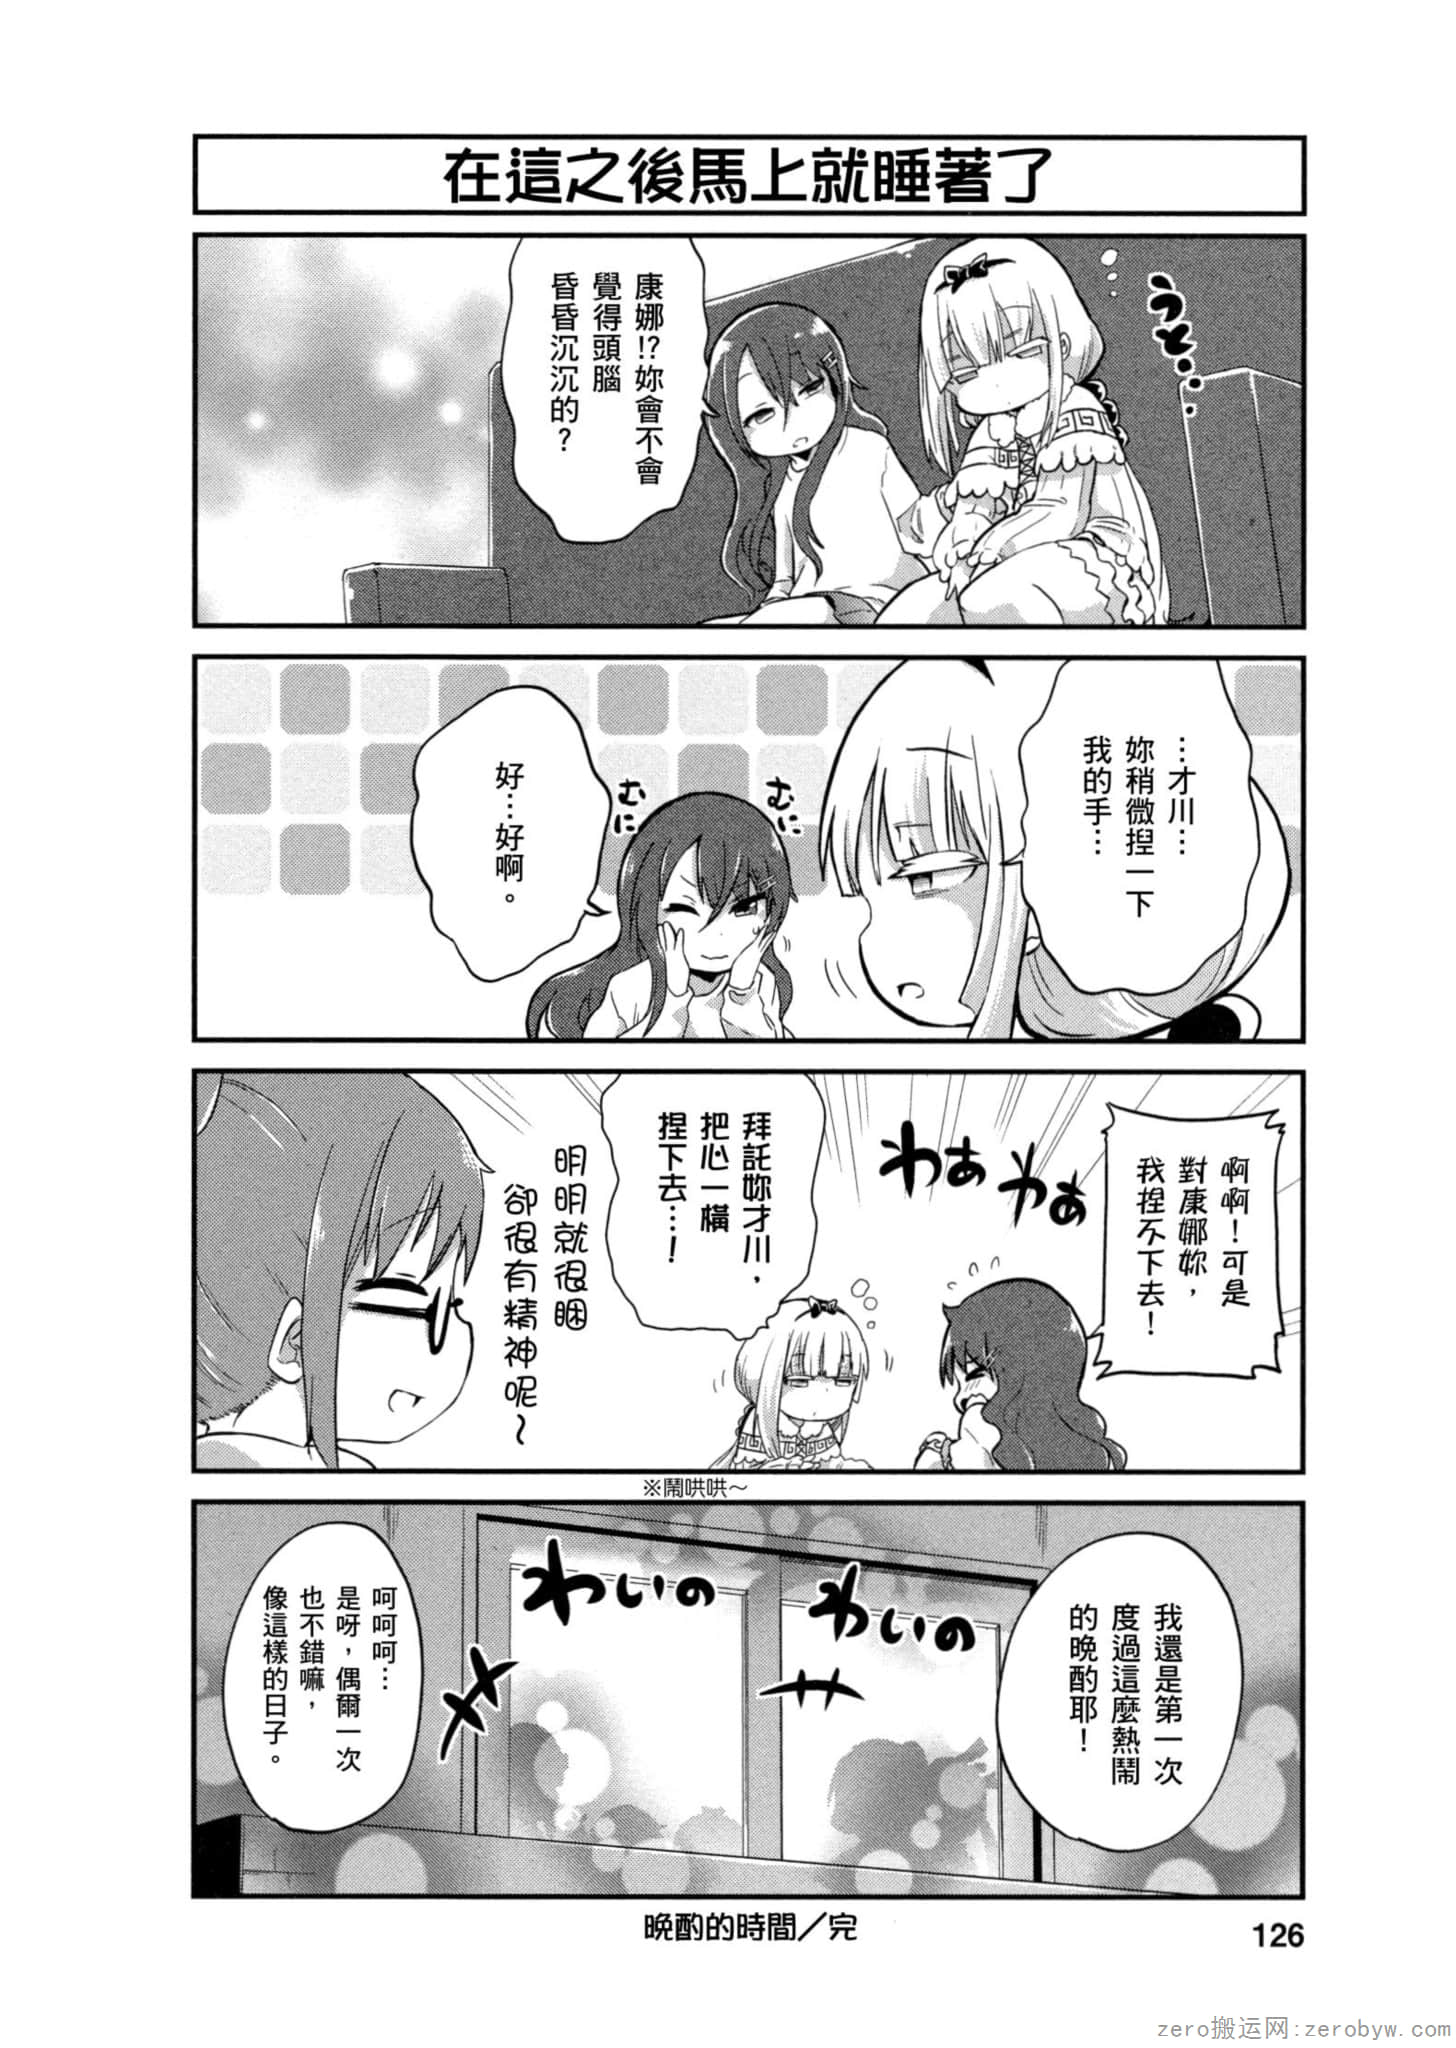 在這之後馬上就睡著了
うと…
康娜!?妳會不會
覺得頭腦
昏昏沉沉的？
…才川…
妳稍微捏一下
我的手…
むに
むに
好…好啊。
啊啊！可是
對康娜妳，
我捏不下去！
わあ
わあ
拜託妳才川，
把心一橫
捏下去…！
明明就很睏
卻很有精神呢～
※鬧哄哄～
我還是第一次
度過這麼熱鬧
的晚酌耶！
わいの
わいの
呵呵呵…
是呀，偶爾一次
也不錯嘛，
像這樣的日子。
晚酌的時間／完
126
zero搬运网:zerobyw.com